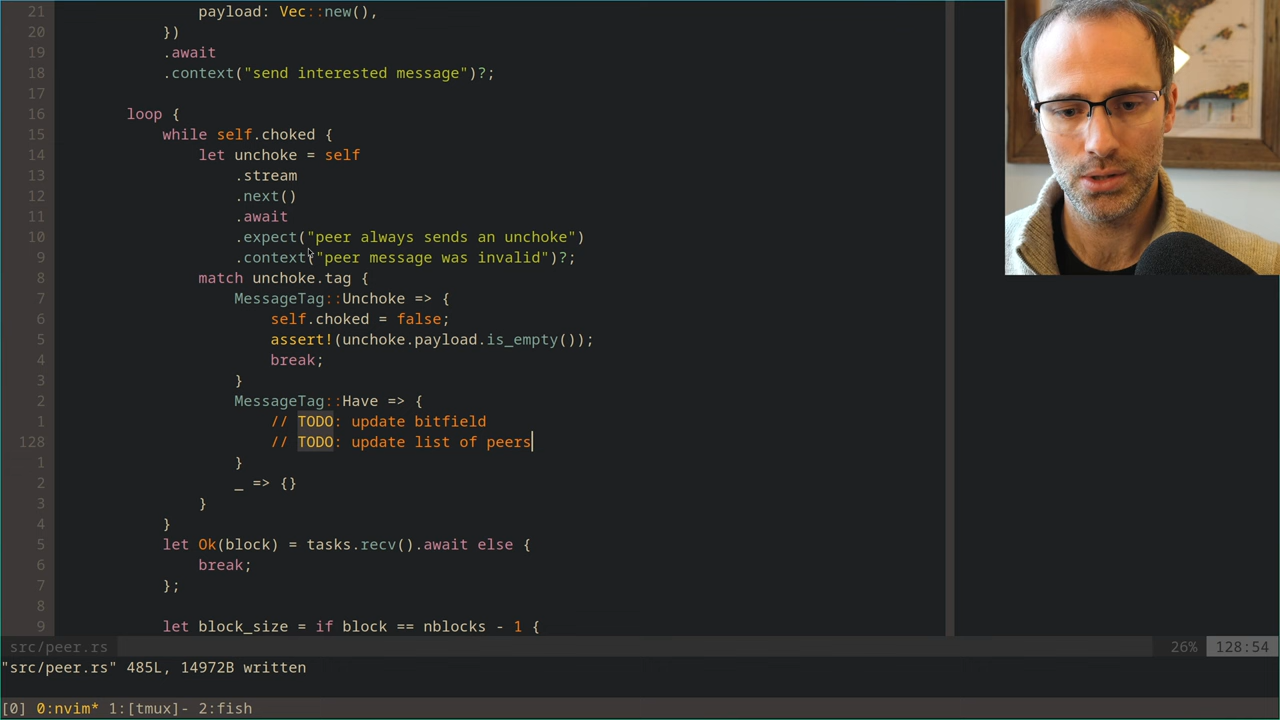 21 payload: Vec::new(),
20 })
19 .await
18 .context("send interested message")?;
17
16 loop {
15 while self.choked {
14 let unchoke = self
13 .stream
12 .next()
11 .await
10 .expect("peer always sends an unchoke")
9 .context("peer message was invalid")?;
8 match unchoke.tag {
7 MessageTag::Unchoke => {
6 self.choked = false;
5 assert!(unchoke.payload.is_empty());
4 break;
3 }
2 MessageTag::Have => {
1 // TODO: update bitfield
128 // TODO: update list of peers
1 }
2 _ => {}
3 }
4 }
5 let Ok(block) = tasks.recv().await else {
6 break;
7 };
8
9 let block_size = if block == nblocks - 1 {
src/peer.rs 26% 128:54
"src/peer.rs" 485L, 14972B written
[0] 0:nvim* 1:[tmux]- 2:fish